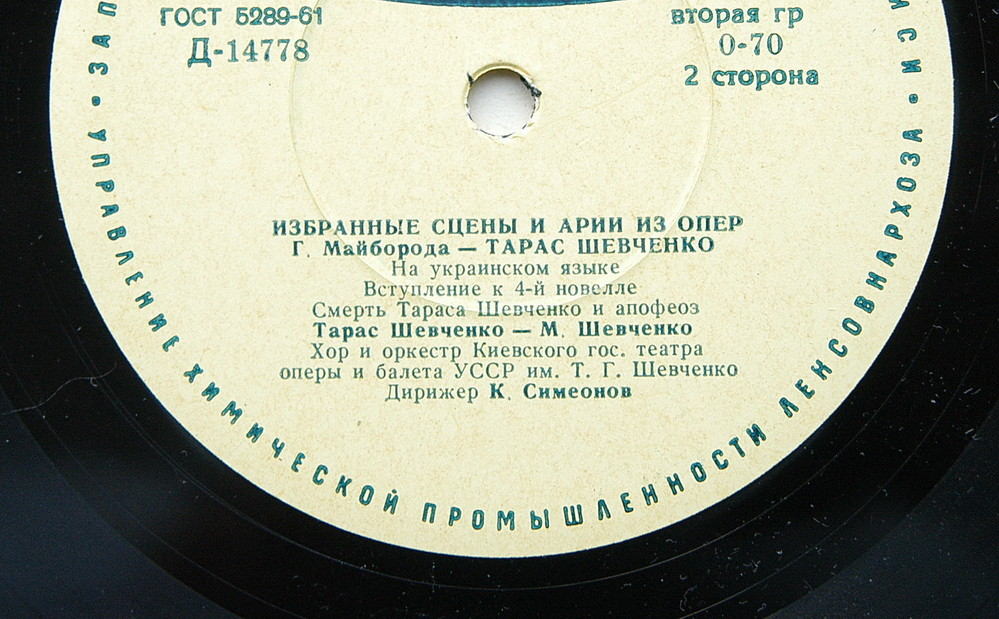 ГОСТ 5289-61
Д-14778
вторая гр
0-70
2 сторона
ИЗБРАННЫЕ СЦЕНЫ И АРИИ ИЗ ОПЕР
Г. Майборода — ТАРАС ШЕВЧЕНКО
На украинском языке
Вступление к 4-й новелле
Смерть Тараса Шевченко и апофеоз
Тарас Шевченко — М. Шевченко
Хор и оркестр Киевского гос. театра
оперы и балета УССР им. Т. Г. Шевченко
Дирижер К. Симеонов
УПРАВЛЕНИЕ ХИМИЧЕСКОЙ ПРОМЫШЛЕННОСТИ ЛЕНСОВНАРХОЗА